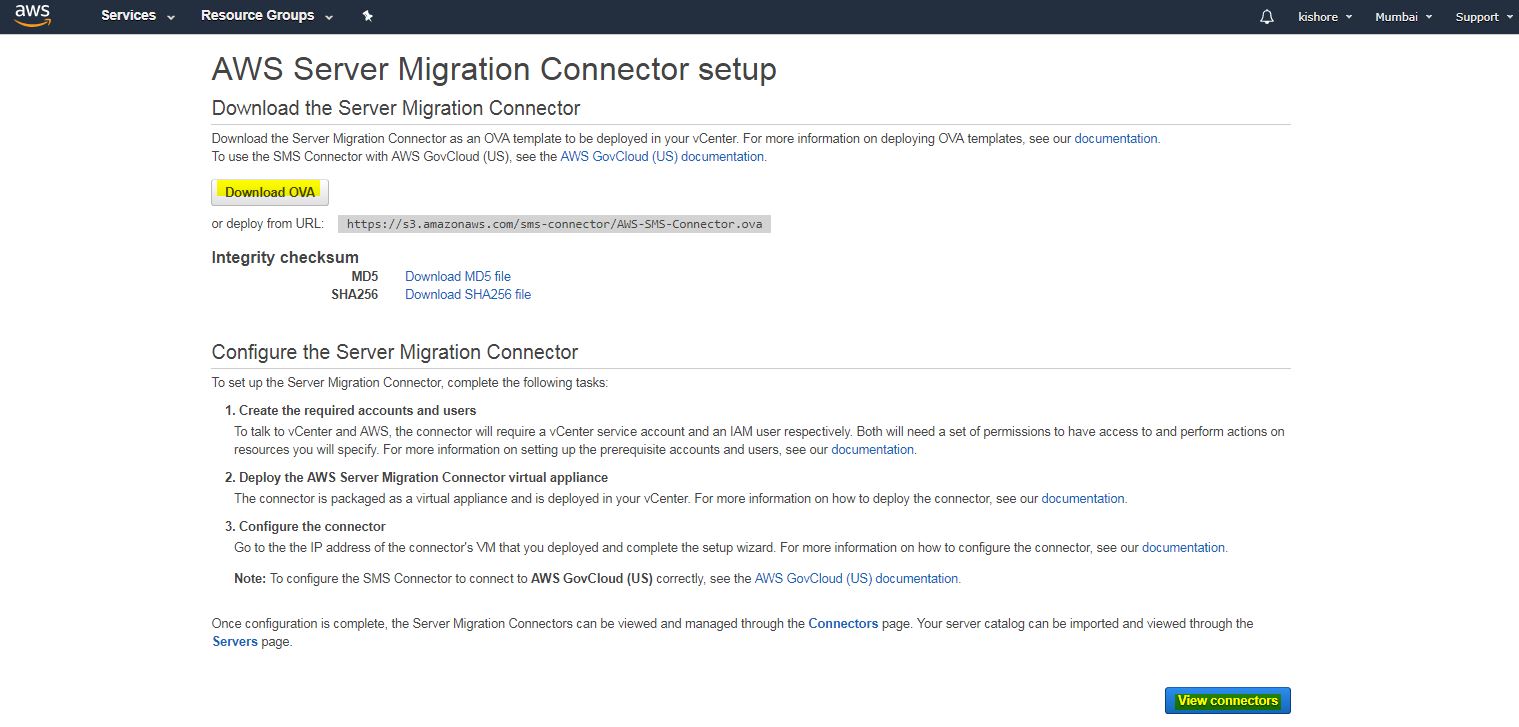 aws
Services
Resource Groups
kishore
Mumbai
Support
AWS Server Migration Connector setup
Download the Server Migration Connector
Download the Server Migration Connector as an OVA template to be deployed in your vCenter. For more information on deploying OVA templates, see our documentation.
To use the SMS Connector with AWS GovCloud (US), see the AWS GovCloud (US) documentation.
Download OVA
or deploy from URL: https://s3.amazonaws.com/sms-connector/AWS-SMS-Connector.ova
Integrity checksum
MD5 Download MD5 file
SHA256 Download SHA256 file
Configure the Server Migration Connector
To set up the Server Migration Connector, complete the following tasks:
1. Create the required accounts and users
To talk to vCenter and AWS, the connector will require a vCenter service account and an IAM user respectively. Both will need a set of permissions to have access to and perform actions on
resources you will specify. For more information on setting up the prerequisite accounts and users, see our documentation.
2. Deploy the AWS Server Migration Connector virtual appliance
The connector is packaged as a virtual appliance and is deployed in your vCenter. For more information on how to deploy the connector, see our documentation.
3. Configure the connector
Go to the the IP address of the connector's VM that you deployed and complete the setup wizard. For more information on how to configure the connector, see our documentation.
Note: To configure the SMS Connector to connect to AWS GovCloud (US) correctly, see the AWS GovCloud (US) documentation.
Once configuration is complete, the Server Migration Connectors can be viewed and managed through the Connectors page. Your server catalog can be imported and viewed through the
Servers page.
View connectors